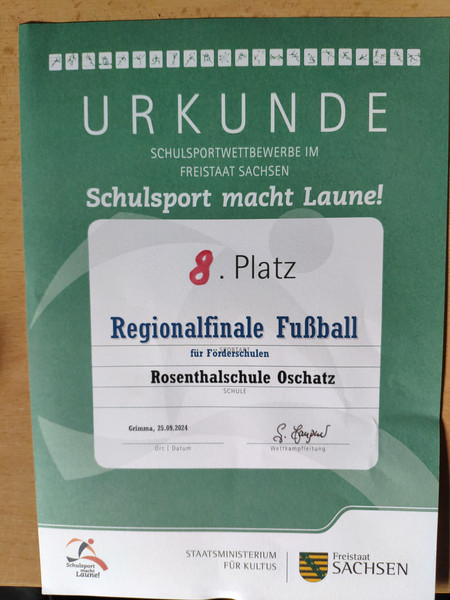 URKUNDE
SCHULSPORTWETTBEWERBE IM
FREISTAAT SACHSEN
Schulsport macht Laune!
8. Platz
Regionalfinale Fußball
für Förderschulen
Rosenthalschule Oschatz
SCHULE
Grimma, 25.09.2024
Ort | Datum
Wettkampfleitung
Schulsport
macht
Laune!
STAATSMINISTERIUM
FÜR KULTUS
Freistaat
SACHSEN